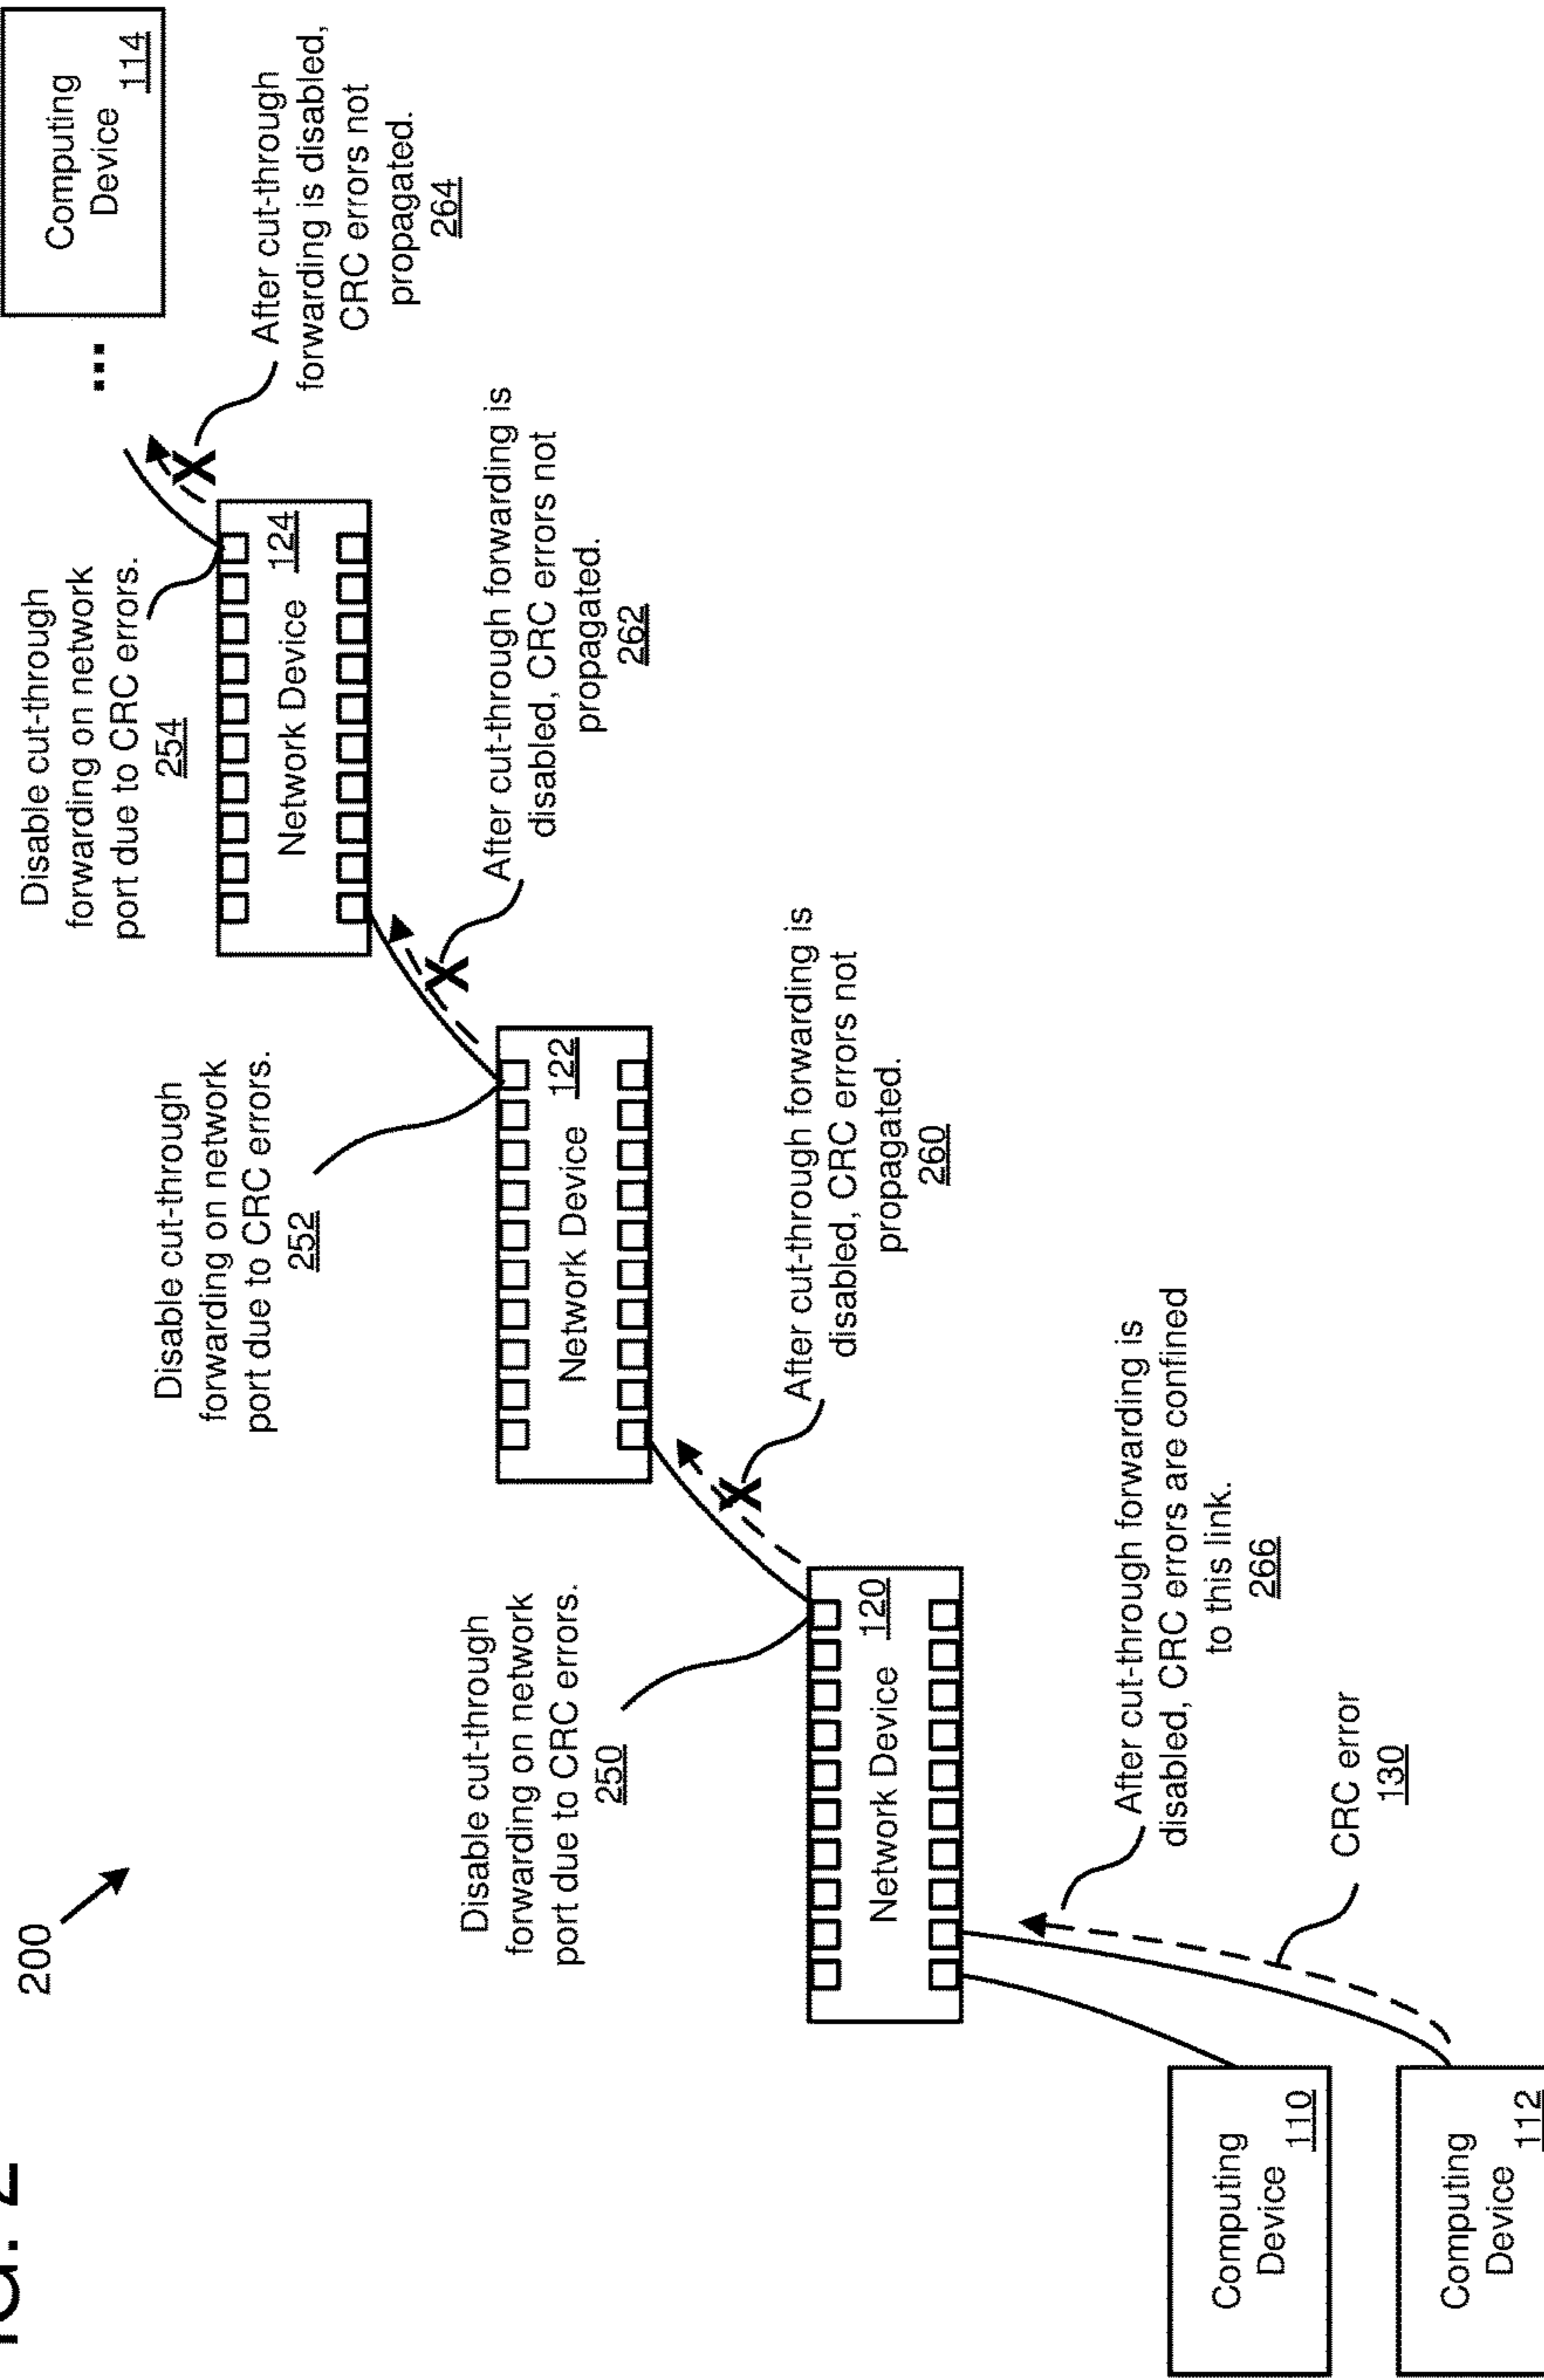 200
Computing
Device
114
Disable cut-through
forwarding on network
port due to CRC errors.
254
Network Device
124
After cut-through
forwarding is disabled,
CRC errors not
propagated.
264
Disable cut-through
forwarding on network
port due to CRC errors.
252
Network Device
122
After cut-through forwarding is
disabled, CRC errors not
propagated.
262
Disable cut-through
forwarding on network
port due to CRC errors.
250
Network Device
120
After cut-through forwarding is
disabled, CRC errors not
propagated.
260
After cut-through forwarding is
disabled, CRC errors are confined
to this link.
266
CRC error
130
Computing
Device
110
Computing
Device
112